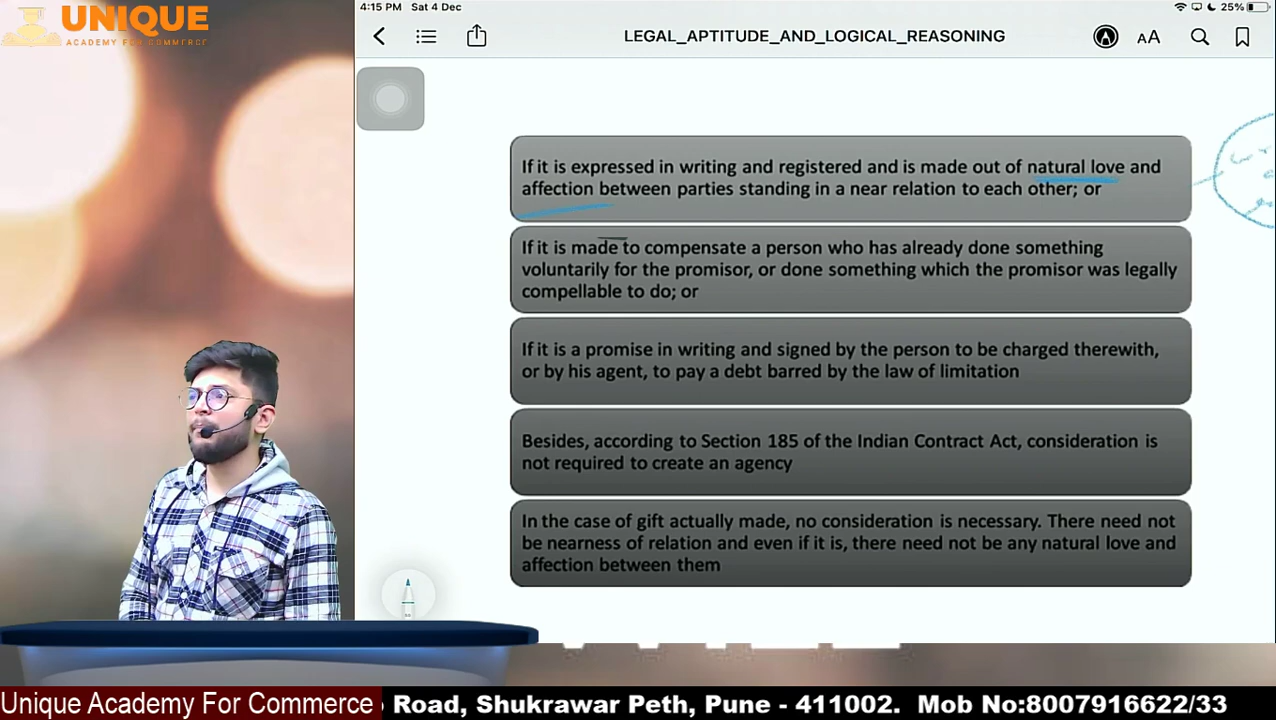 UNIQUE
ACADEMY FOR COMMERCE
4:15 PM Sat 4 Dec
25%
LEGAL_APTITUDE_AND_LOGICAL_REASONING
AA
If it is expressed in writing and registered and is made out of natural love and
affection between parties standing in a near relation to each other; or
If it is made to compensate a person who has already done something
voluntarily for the promisor, or done something which the promisor was legally
compellable to do; or
If it is a promise in writing and signed by the person to be charged therewith,
or by his agent, to pay a debt barred by the law of limitation
Besides, according to Section 185 of the Indian Contract Act, consideration is
not required to create an agency
In the case of gift actually made, no consideration is necessary. There need not
be nearness of relation and even if it is, there need not be any natural love and
affection between them
Unique Academy For Commerce Road, Shukrawar Peth, Pune - 411002. Mob No:8007916622/33